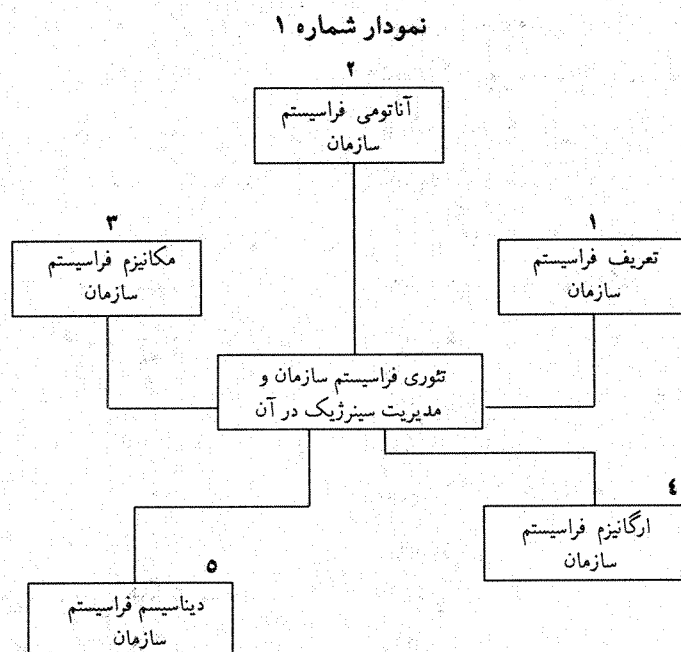 نمودار شماره ۱
۲
آناتومی فراسیستم
سازمان
۱
تعریف فراسیستم
سازمان
۳
مکانیزم فراسیستم
سازمان
تئوری فراسیستم سازمان و
مدیریت سینرژیک در آن
٤
ارگانیزم فراسیستم
سازمان
۵
دیناسیسم فراسیستم
سازمان